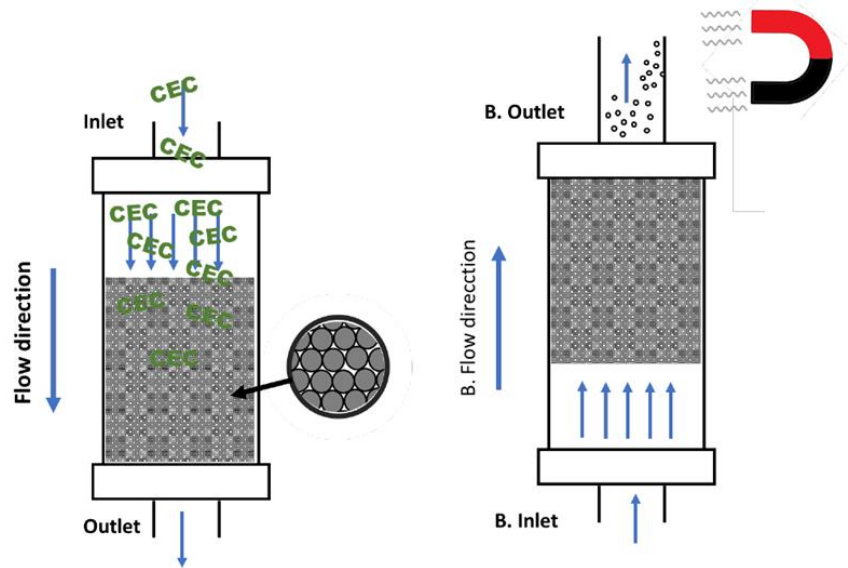 CEC
Inlet
CEC
CEC
CEC
CEC
CEC
CEC
CEC
CEC
CEC
Flow direction
Outlet
B. Outlet
B. Flow direcction
B. Inlet